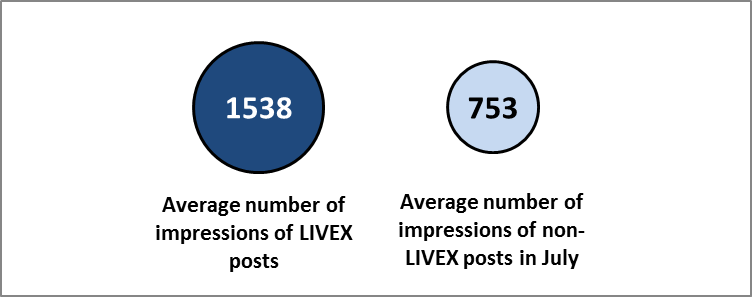 1538
Average number of
impressions of LIVEX
posts
753
Average number of
impressions of non-
LIVEX posts in July